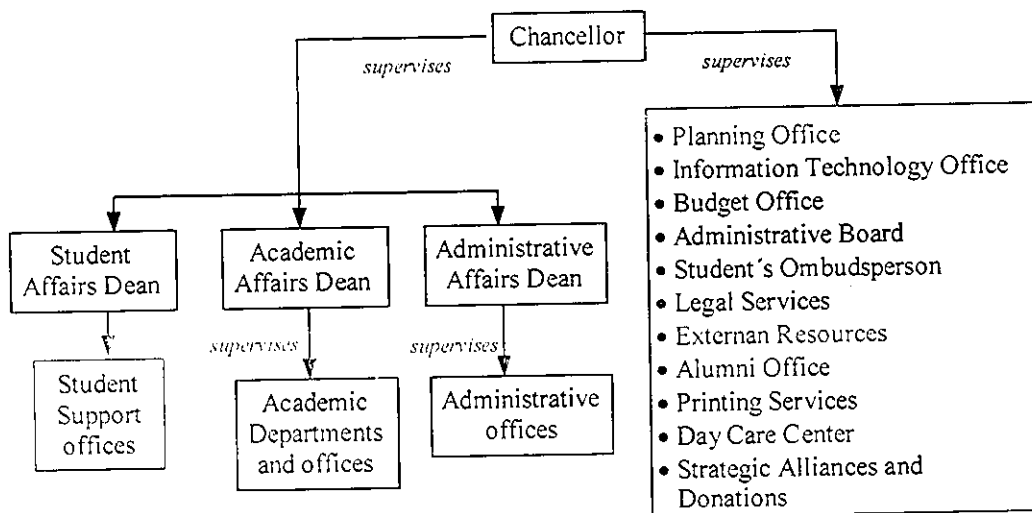 Chancellor
supervises
supervises
Student
Affairs Dean
Academic
Affairs Dean
Administrative
Affairs Dean
supervises
supervises
Student
Support
offices
Academic
Departments
and offices
Administrative
offices
• Planning Office
• Information Technology Office
• Budget Office
• Administrative Board
• Student´s Ombudsperson
• Legal Services
• Externan Resources
• Alumni Office
• Printing Services
• Day Care Center
• Strategic Alliances and
Donations